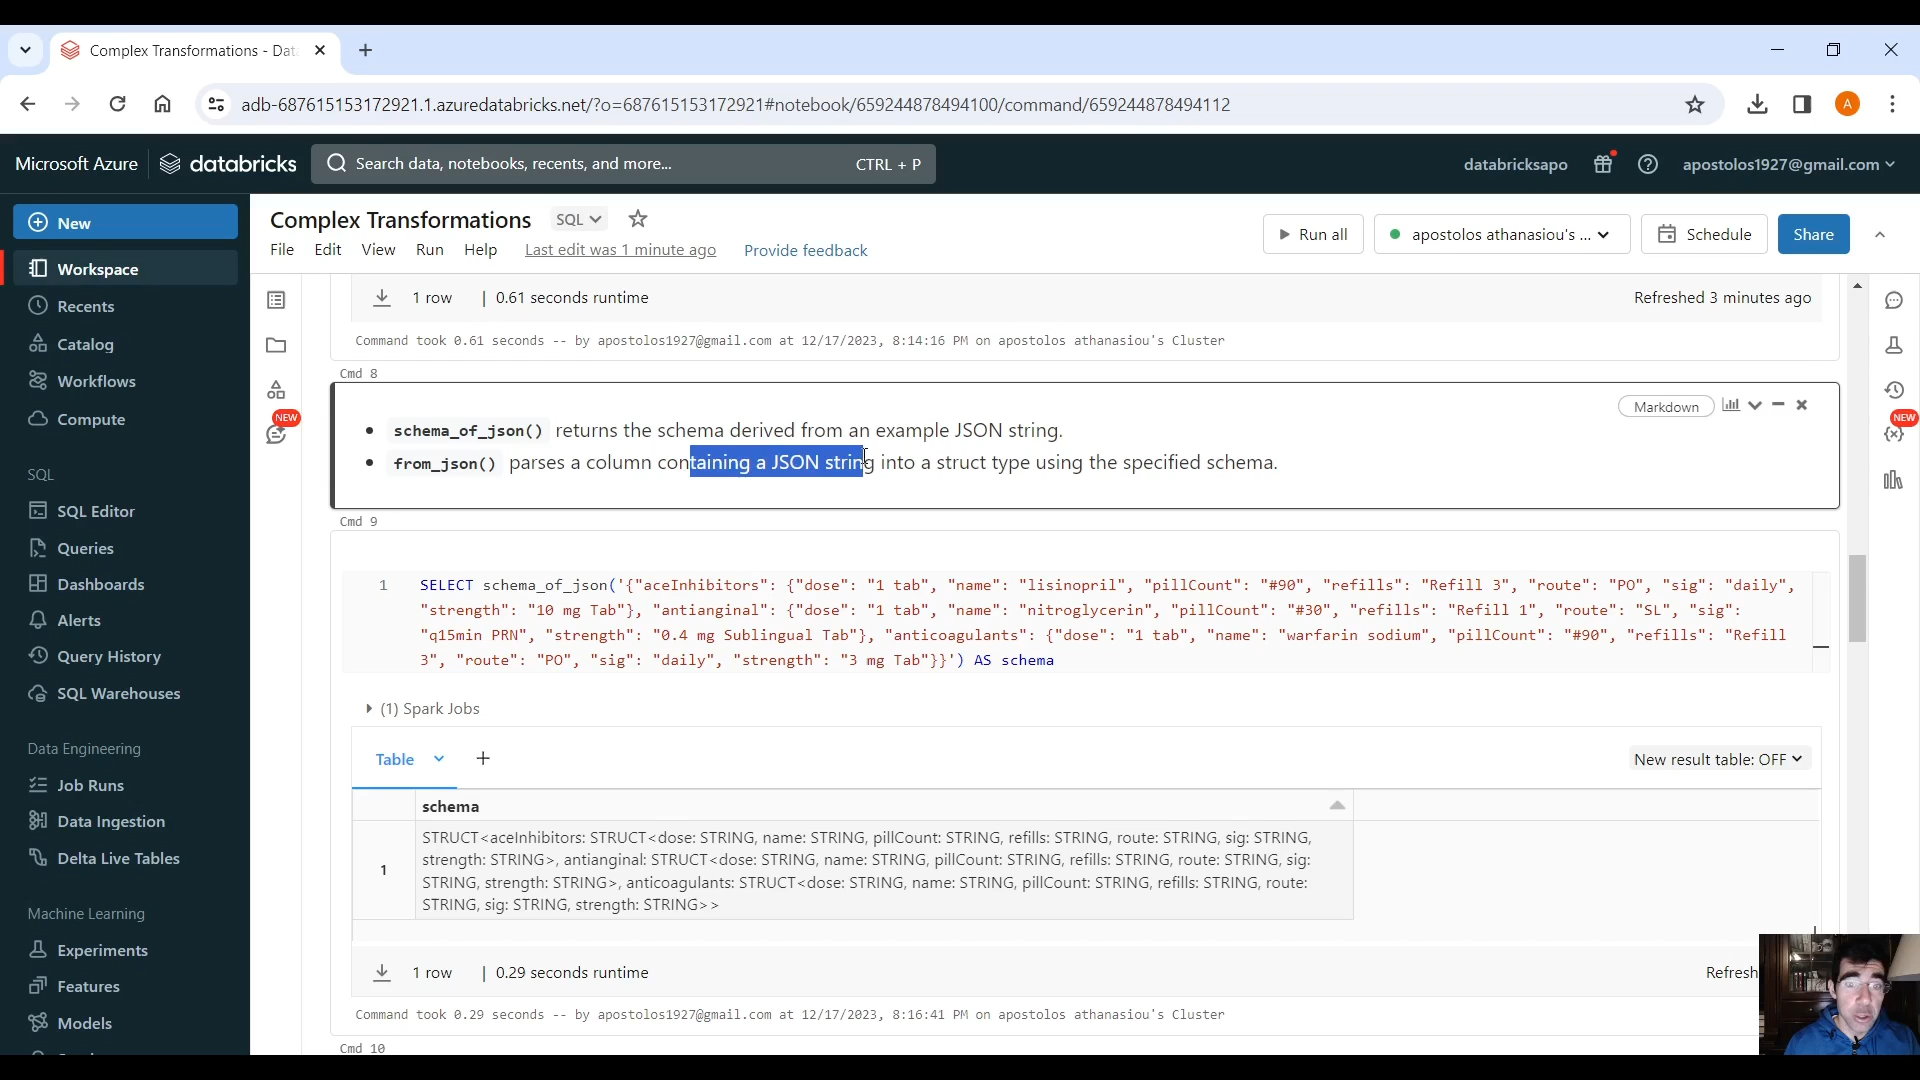 Complex Transformations - Dat
adb-687615153172921.1.azuredatabricks.net/?o=687615153172921#notebook/659244878494100/command/659244878494112
A
Microsoft Azure
databricks
Search data, notebooks, recents, and more...
CTRL + P
databricksapo
apostolos1927@gmail.com
New
Workspace
Recents
Catalog
Workflows
Compute
SQL
SQL Editor
Queries
Dashboards
Alerts
Query History
SQL Warehouses
Data Engineering
Job Runs
Data Ingestion
Delta Live Tables
Machine Learning
Experiments
Features
Models
Complex Transformations
SQL
File Edit View Run Help Last edit was 1 minute ago Provide feedback
Run all
apostolos athanasiou's ...
Schedule
Share
NEW
NEW
1 row | 0.61 seconds runtime
Refreshed 3 minutes ago
Command took 0.61 seconds -- by apostolos1927@gmail.com at 12/17/2023, 8:14:16 PM on apostolos athanasiou's Cluster
Cmd 8
Markdown
• schema_of_json() returns the schema derived from an example JSON string.
• from_json() parses a column containing a JSON string into a struct type using the specified schema.
Cmd 9
1 SELECT schema_of_json('{"aceInhibitors": {"dose": "1 tab", "name": "lisinopril", "pillCount": "#90", "refills": "Refill 3", "route": "PO", "sig": "daily",
"strength": "10 mg Tab"}, "antianginal": {"dose": "1 tab", "name": "nitroglycerin", "pillCount": "#30", "refills": "Refill 1", "route": "SL", "sig":
"q15min PRN", "strength": "0.4 mg Sublingual Tab"}, "anticoagulants": {"dose": "1 tab", "name": "warfarin sodium", "pillCount": "#90", "refills": "Refill
3", "route": "PO", "sig": "daily", "strength": "3 mg Tab"}}') AS schema
(1) Spark Jobs
Table
+
New result table: OFF
schema
1
STRUCT<aceInhibitors: STRUCT<dose: STRING, name: STRING, pillCount: STRING, refills: STRING, route: STRING, sig: STRING,
strength: STRING>, antianginal: STRUCT<dose: STRING, name: STRING, pillCount: STRING, refills: STRING, route: STRING, sig:
STRING, strength: STRING>, anticoagulants: STRUCT<dose: STRING, name: STRING, pillCount: STRING, refills: STRING, route:
STRING, sig: STRING, strength: STRING>>
1 row | 0.29 seconds runtime
Refresh
Command took 0.29 seconds -- by apostolos1927@gmail.com at 12/17/2023, 8:16:41 PM on apostolos athanasiou's Cluster
Cmd 10